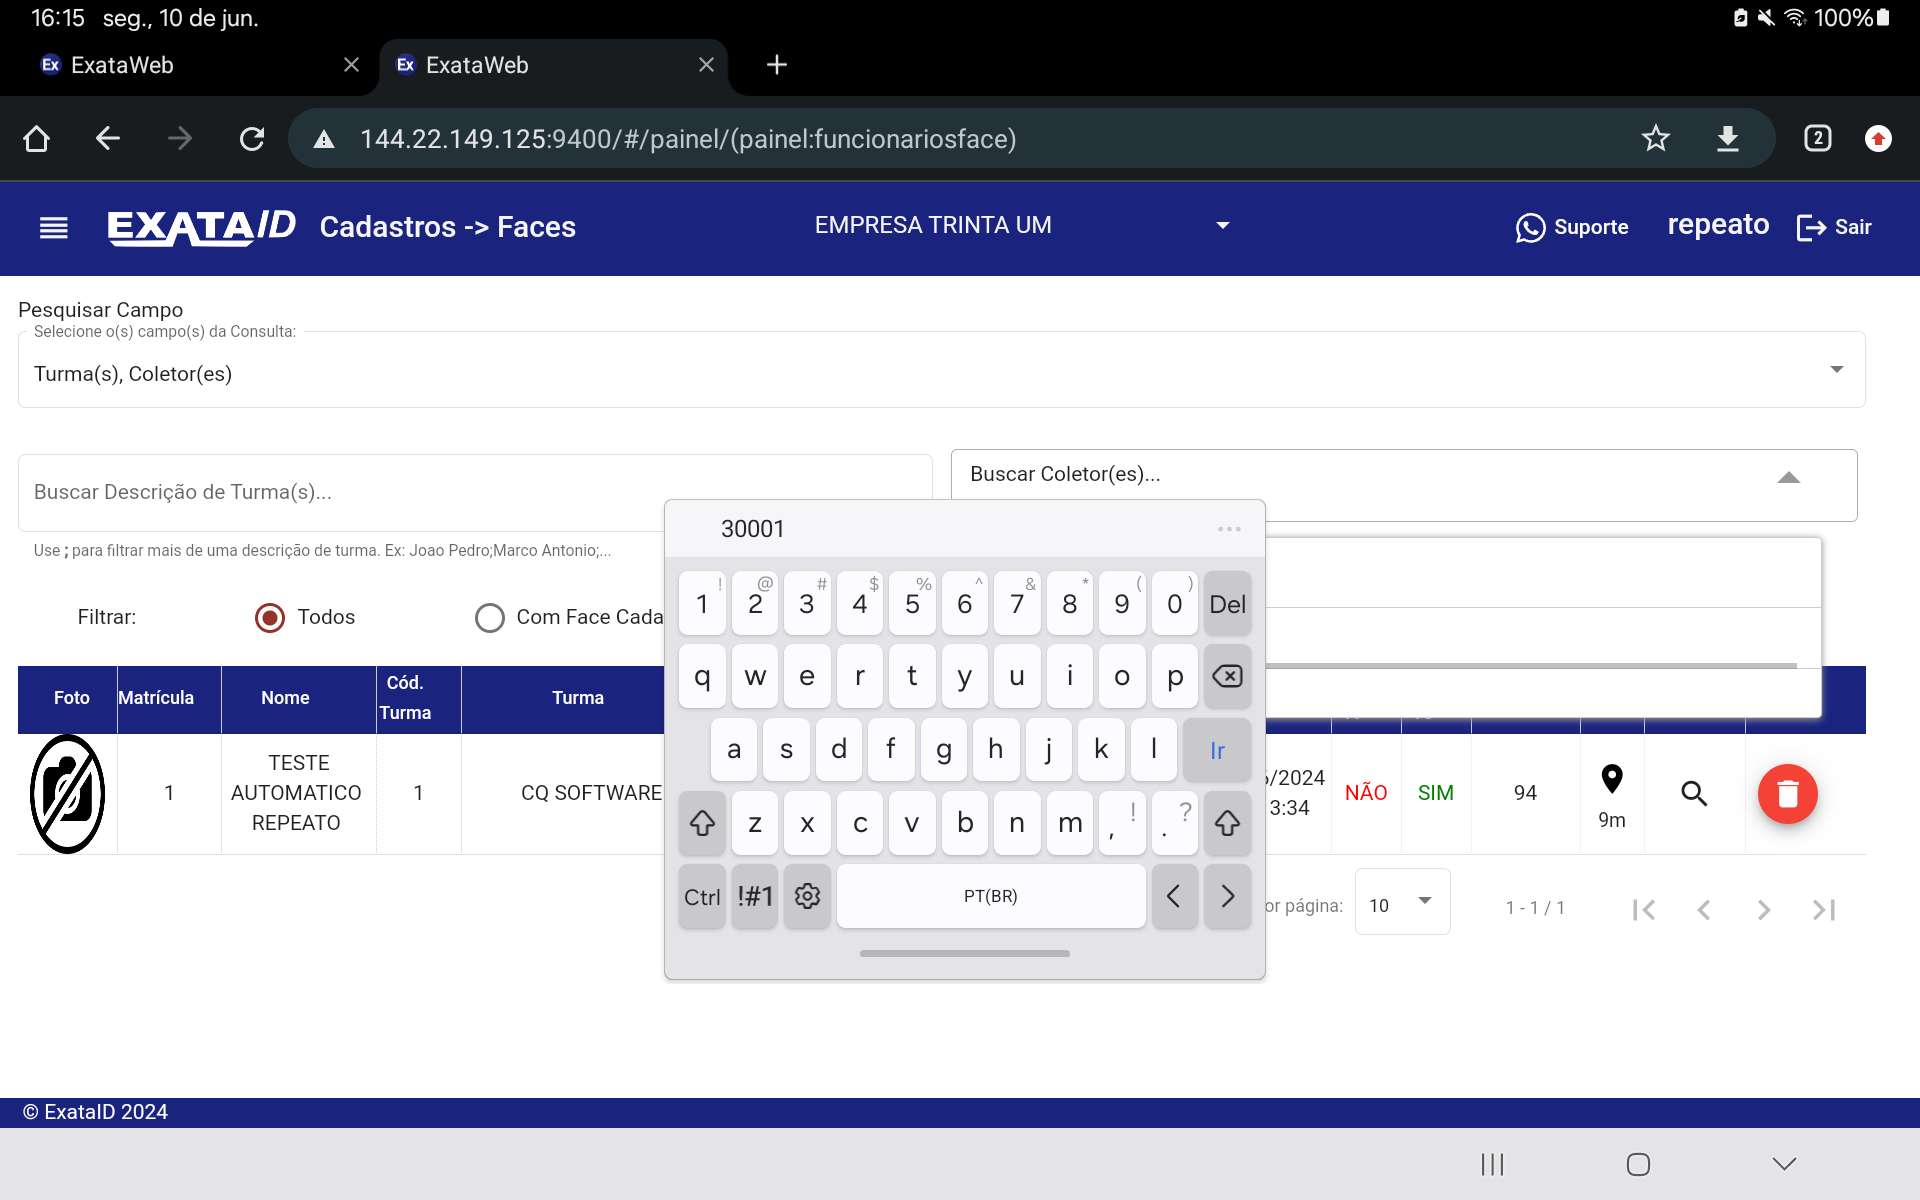 16:15 seg., 10 de jun.
100%
Ex ExataWeb
Ex ExataWeb
144.22.149.125:9400/#/painel/(painel:funcionariosface)
2
EXATAID Cadastros -> Faces
EMPRESA TRINTA UM
Suporte
repeato
Sair
Pesquisar Campo
Selecione o(s) campo(s) da Consulta:
Turma(s), Coletor(es)
Buscar Descrição de Turma(s)...
Buscar Coletor(es)...
Use ; para filtrar mais de uma descrição de turma. Ex: Joao Pedro;Marco Antonio;...
Filtrar:
Todos
Com Face Cada
Foto
Matrícula
Nome
Cód.
Turma
Turma
1
TESTE
AUTOMATICO
REPEATO
1
CQ SOFTWARE
/2024
3:34
NÃO
SIM
94
9m
or página:
10
1 - 1 / 1
30001
! @ # $ % ^ & * ( )
1 2 3 4 5 6 7 8 9 0 Del
q w e r t y u i o p
a s d f g h j k l Ir
z x c v b n m , ! . ?
Ctrl !#1 PT(BR) < >
© ExataID 2024